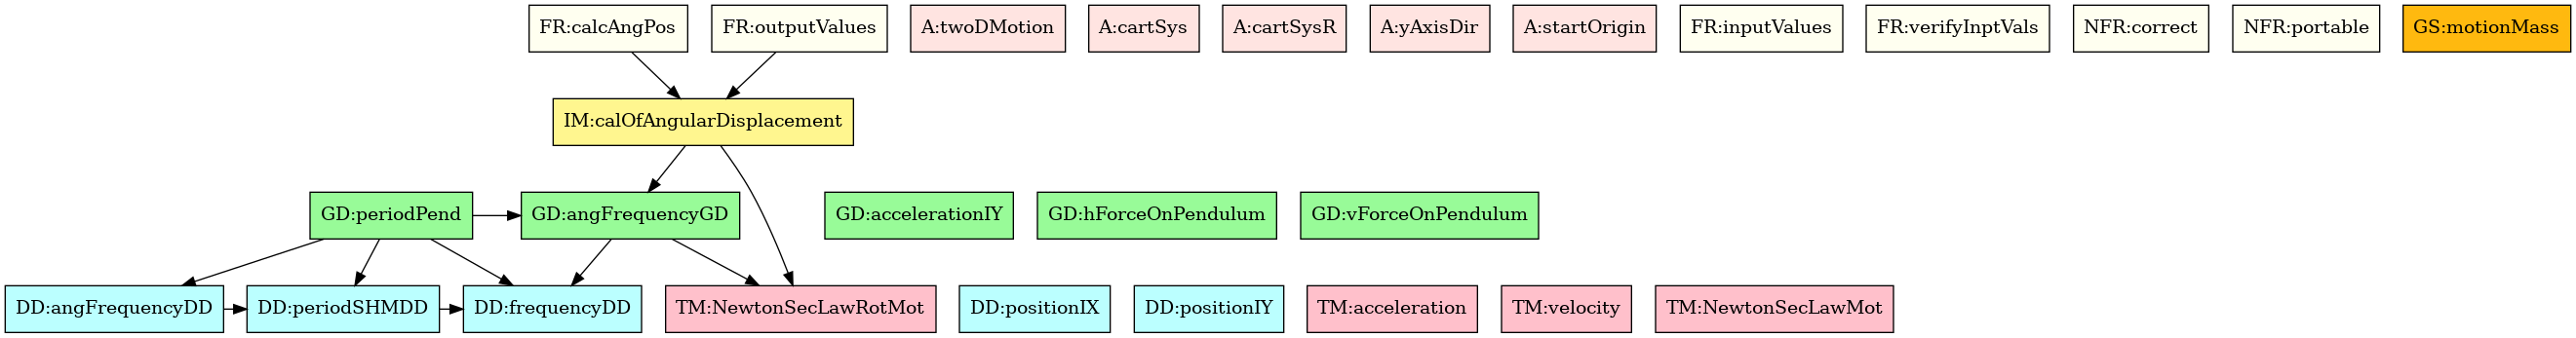 FR:calcAngPos
FR:outputValues
A:twoDMotion
A:cartSys
A:cartSysR
A:yAxisDir
A:startOrigin
FR:inputValues
FR:verifyInptVals
NFR:correct
NFR:portable
GS:motionMass
IM:calOfAngularDisplacement
GD:periodPend
GD:angFrequencyGD
GD:accelerationIY
GD:hForceOnPendulum
GD:vForceOnPendulum
DD:angFrequencyDD
DD:periodSHMDD
DD:frequencyDD
TM:NewtonSecLawRotMot
DD:positionIX
DD:positionIY
TM:acceleration
TM:velocity
TM:NewtonSecLawMot